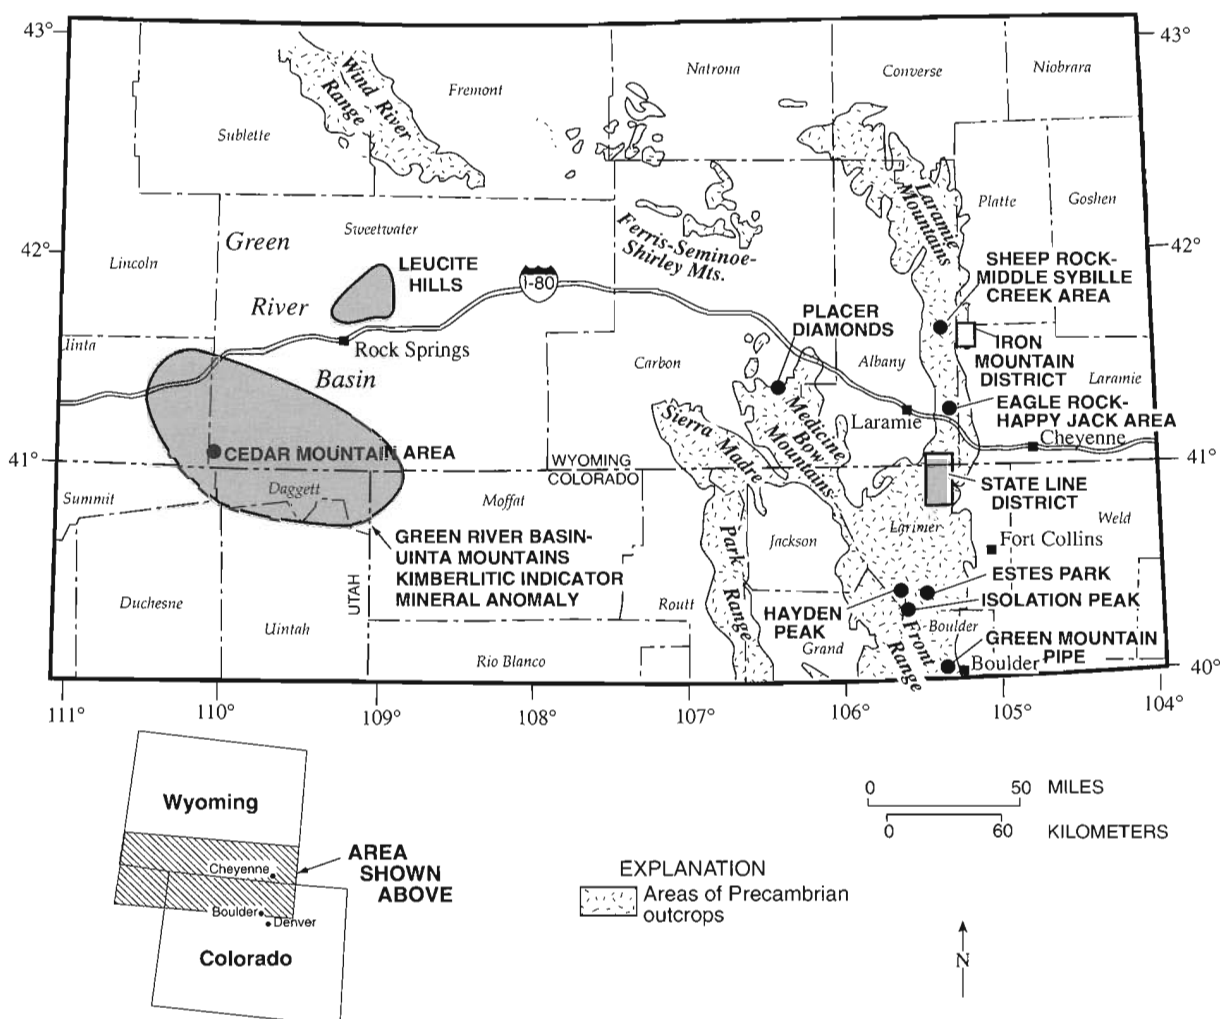 43°
43°
Wind River
Range
Fremont
Natrona
Converse
Niobrara
Sublette
Laramie
Mountains
Platte
Goshen
Ferris-Seminoe-
Shirley Mts.
Green
Sweetwater
42°
42°
Lincoln
LEUCITE
HILLS
I-80
SHEEP ROCK-
MIDDLE SYBILLE
CREEK AREA
River
PLACER
DIAMONDS
Jinta
Rock Springs
Carbon
Albany
IRON
MOUNTAIN
DISTRICT
Laramie
Basin
Medicine
Bow
Mountains
Sierra Madre
Laramie
EAGLE ROCK-
HAPPY JACK AREA
Cheyenne
41°
41°
CEDAR MOUNTAIN AREA
WYOMING
COLORADO
Summit
Daggett
Moffat
STATE LINE
DISTRICT
Larimer
Weld
GREEN RIVER BASIN-
UINTA MOUNTAINS
KIMBERLITIC INDICATOR
MINERAL ANOMALY
Park Range
Jackson
Fort Collins
UTAH
Duchesne
Uintah
Routt
ESTES PARK
HAYDEN
PEAK
ISOLATION PEAK
Rio Blanco
Grand
Front
Range
Boulder
GREEN MOUNTAIN
PIPE
Boulder
40°
111°
110°
109°
108°
107°
106°
105°
104°
Wyoming
Cheyenne
AREA
SHOWN
ABOVE
Boulder
Denver
Colorado
0
50
MILES
0
60
KILOMETERS
EXPLANATION
Areas of Precambrian
outcrops
N